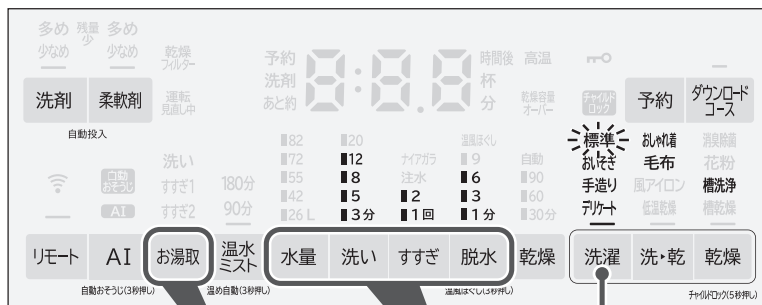 多め 残量少 多め
少なめ 少なめ 乾燥フィルター 予約 8:8.8 時間後 高温
洗剤 杯
洗剤 柔軟剤 運転見直し中 あと約 分 乾燥容量オーバー チャイルドロック 予約 ダウンロードコース
自動投入
82 20 温風ほぐし 標準 おしゃれ着 消臭除菌
洗い 72 12 ナイアガラ 9 自動 おいそぎ 毛布 花粉
自動おそうじ すすぎ1 180分 55 8 注水 6 90 手造り 風アイロン 槽洗浄
42 5 2 3 60 デリケート 低温乾燥 槽乾燥
AI すすぎ2 90分 26L 3分 1回 1分 30分
リモート AI お湯取 温水ミスト 水量 洗い すすぎ 脱水 乾燥 洗濯 洗・乾 乾燥
自動おそうじ(3秒押し) 温め自動(3秒押し) 温風ほぐし(3秒押し) チャイルドロック(5秒押し)